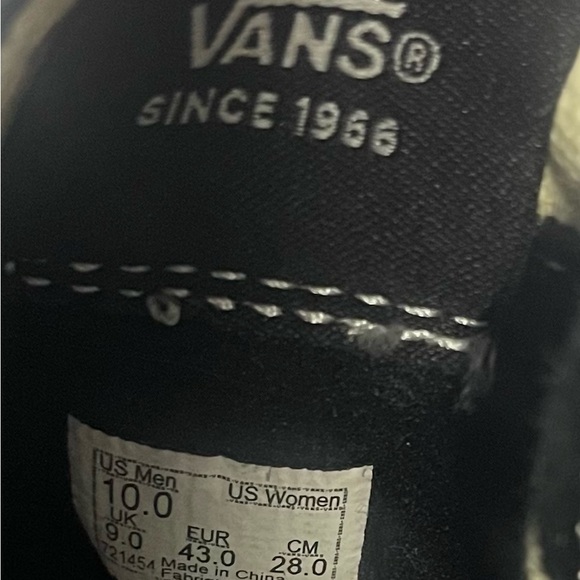 VANS®
SINCE 1966
US Men US Women
10.0
UK EUR CM
9.0 43.0 28.0
721454 Made in China
Fabri